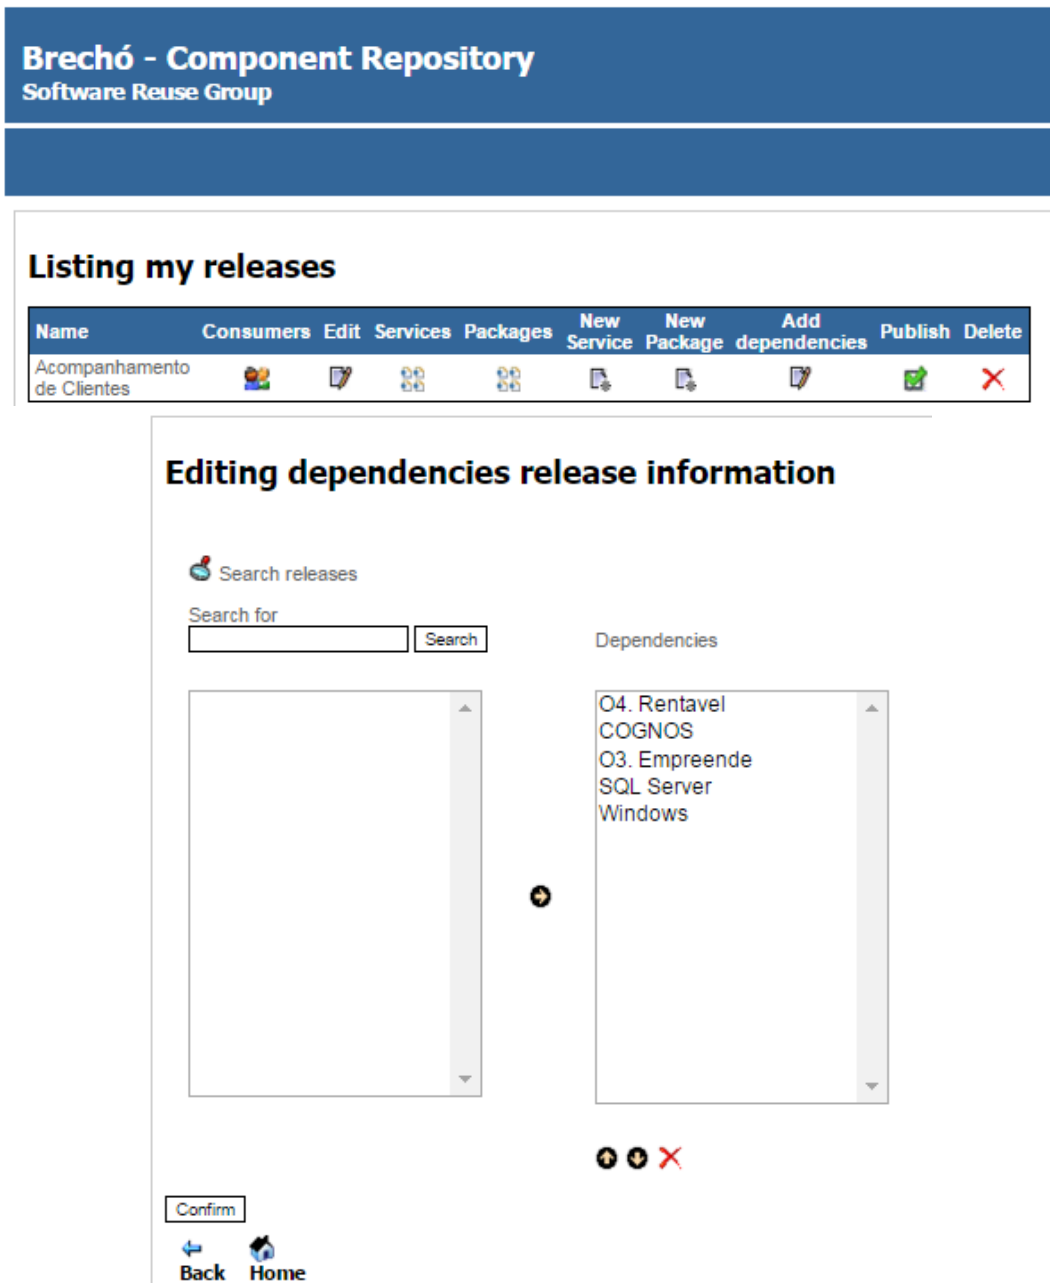 Brechó - Component Repository
Software Reuse Group
Listing my releases
Name Consumers Edit Services Packages New Service New Package Add dependencies Publish Delete
Acompanhamento
de Clientes
Editing dependencies release information
Search releases
Search for
Search
Dependencies
O4. Rentavel
COGNOS
O3. Empreende
SQL Server
Windows
Confirm
Back Home